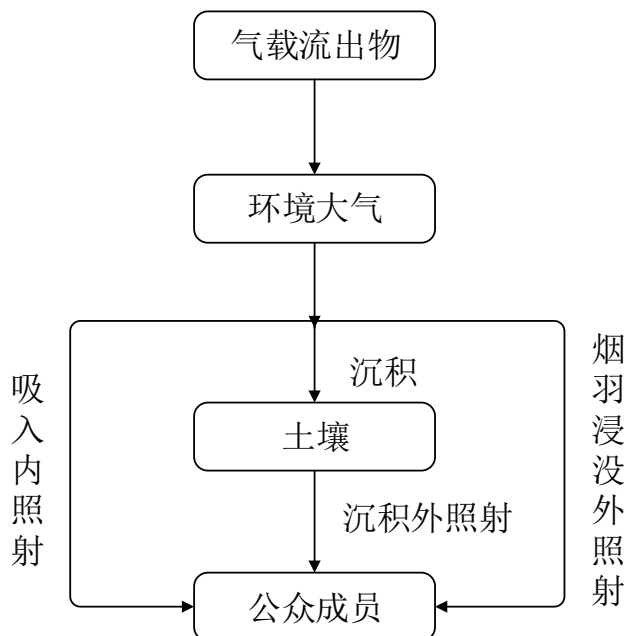 气载流出物
环境大气
沉积
土壤
沉积外照射
公众成员
吸入内照射
烟羽浸没外照射